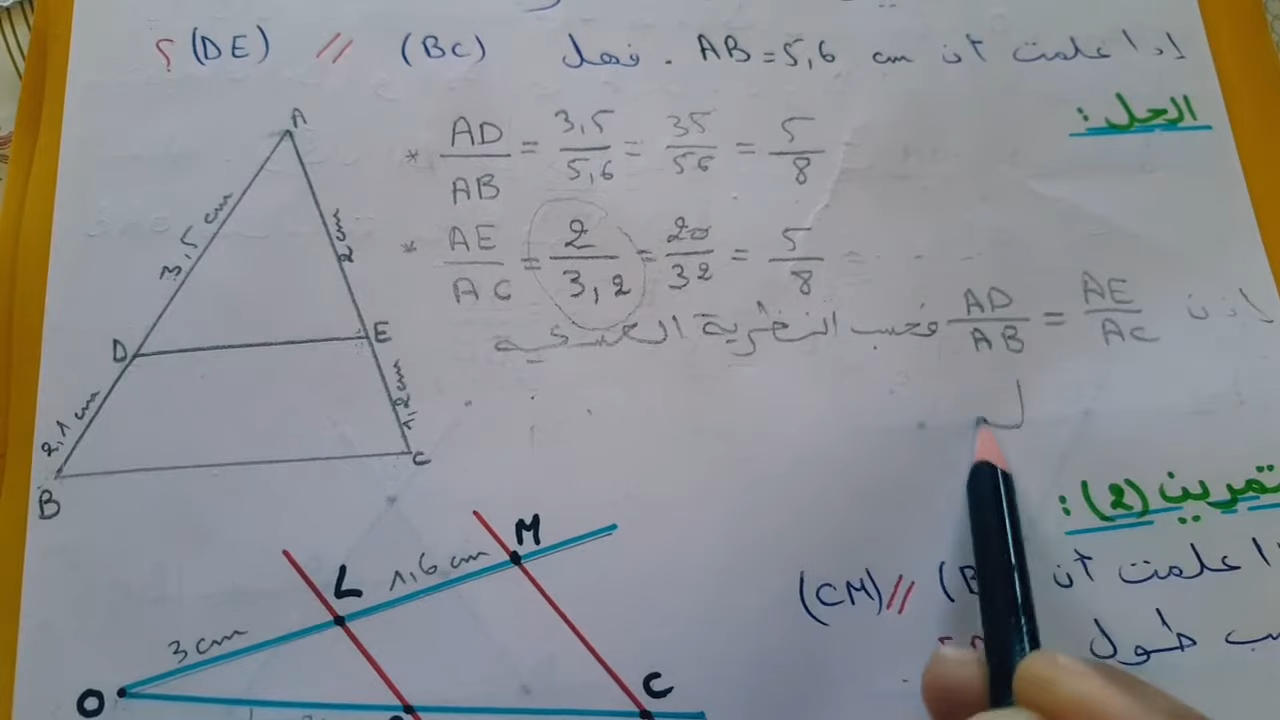 إذا علمت أن AB = 5,6 cm . فهل (BC) // (DE) ؟
الحل :
* AD/AB = 3,5/5,6 = 35/56 = 5/8
* AE/AC = 2/3,2 = 20/32 = 5/8
إذن AE/AC = AD/AB فحسب النظرية العكسية
ل
A
3,5 cm
2 cm
D
E
2,1 cm
1,2 cm
B
C
تمرين (2) :
علمت أن
(CM) //
طول
M
L
1,6 cm
3 cm
O
C